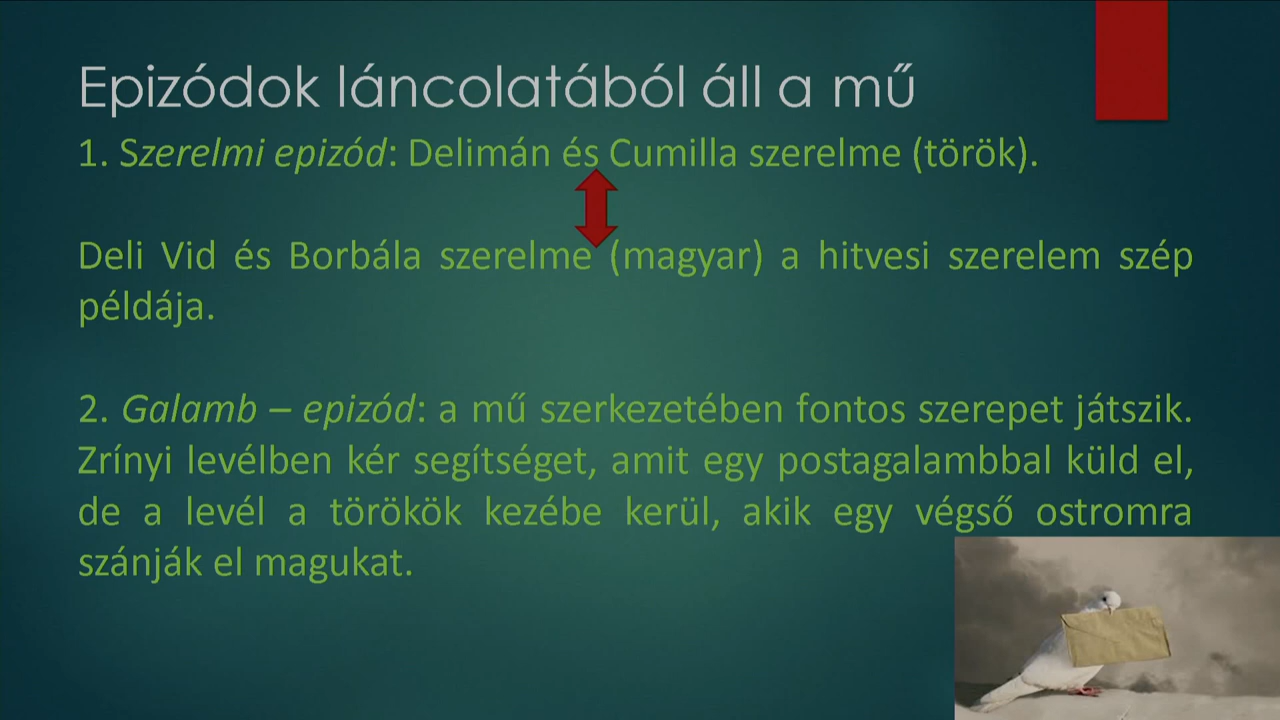 Epizódok láncolatából áll a mű
1. Szerelmi epizód: Delimán és Cumilla szerelme (török).
Deli Vid és Borbála szerelme (magyar) a hitvesi szerelem szép
példája.
2. Galamb – epizód: a mű szerkezetében fontos szerepet játszik.
Zrínyi levélben kér segítséget, amit egy postagalambbal küld el,
de a levél a törökök kezébe kerül, akik egy végső ostromra
szánják el magukat.